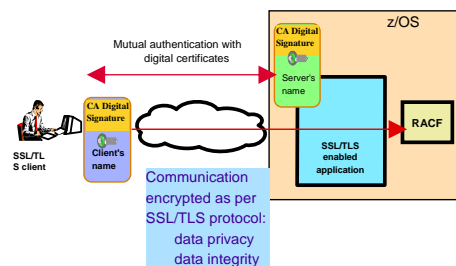 z/OS
Mutual authentication with
digital certificates
CA Digital
Signature
Server's
name
CA Digital
Signature
Client's
name
SSL/TL
S client
SSL/TLS
enabled
application
RACF
Communication
encrypted as per
SSL/TLS protocol:
data privacy
data integrity